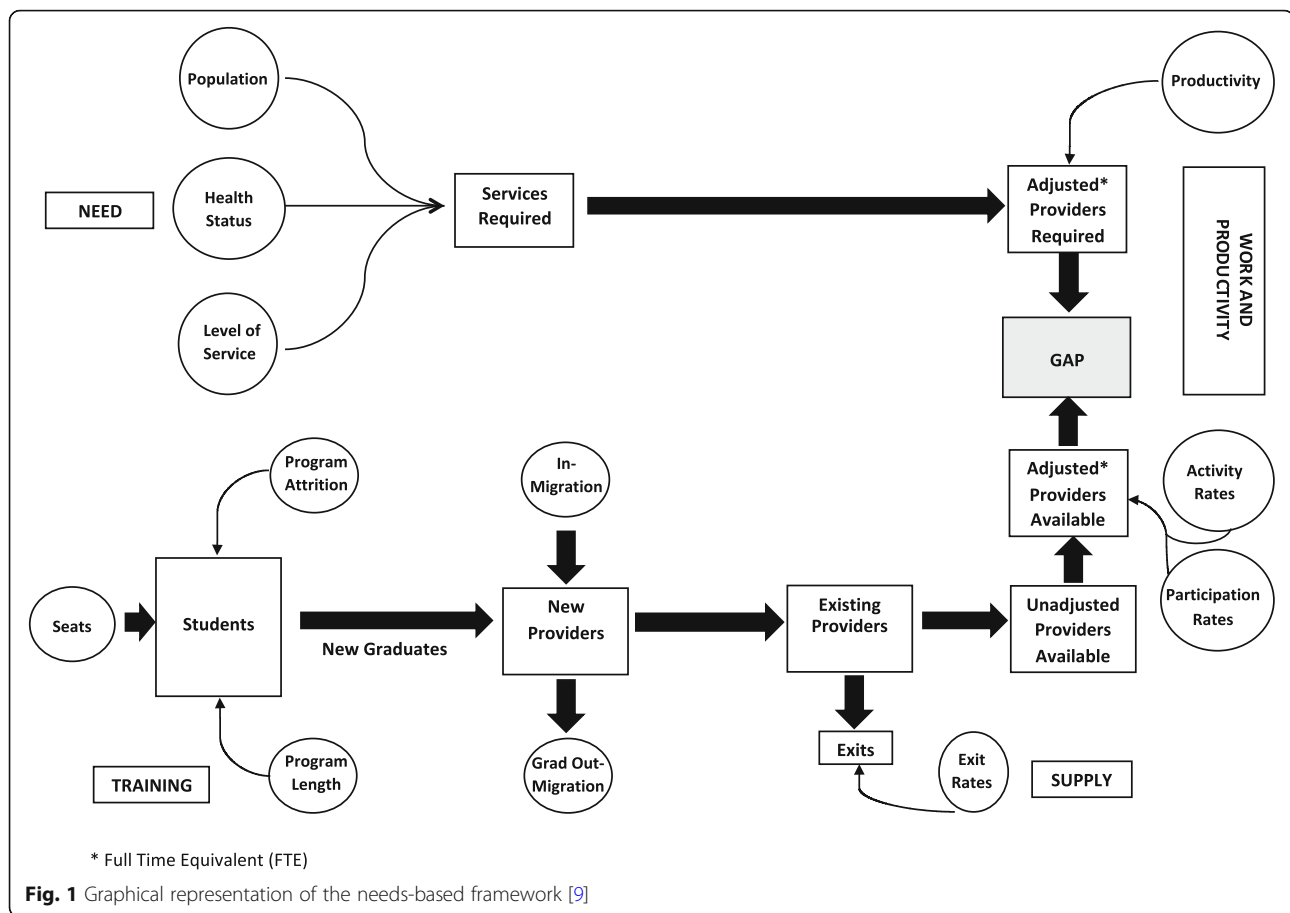 Population
Productivity
NEED
Health
Status
Services
Required
Adjusted*
Providers
Required
WORK AND
PRODUCTIVITY
Level of
Service
GAP
Program
Attrition
In-
Migration
Adjusted*
Providers
Available
Activity
Rates
Seats
Students
New Graduates
New
Providers
Existing
Providers
Unadjusted
Providers
Available
Participation
Rates
TRAINING
Program
Length
Grad Out-
Migration
Exits
Exit
Rates
SUPPLY
* Full Time Equivalent (FTE)
Fig. 1 Graphical representation of the needs-based framework [9]